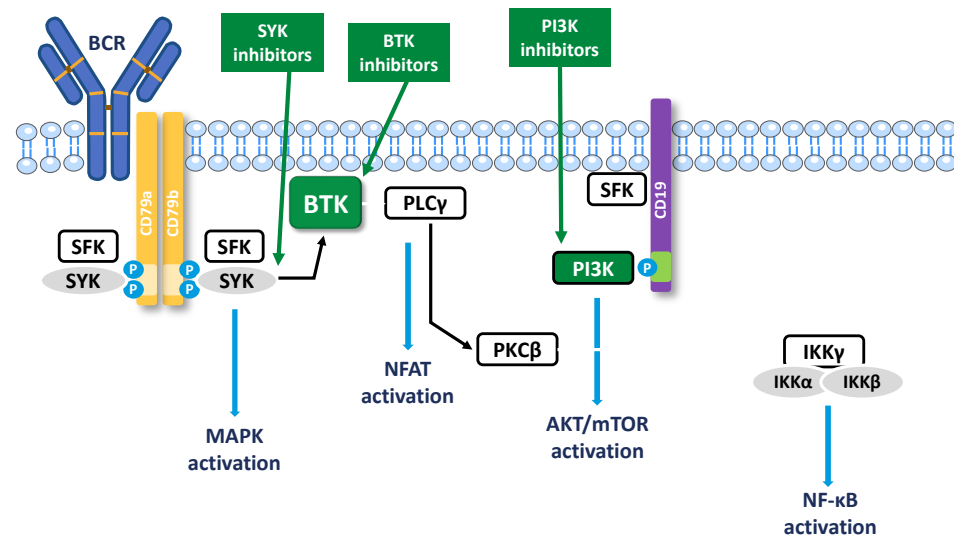 BCR
SYK
inhibitors
BTK
inhibitors
PI3K
inhibitors
CD79a
CD79b
CD19
SFK
BTK
PLCγ
SFK
SFK
SYK
P
P
P
P
SYK
PI3K
P
PKCβ
NFAT
activation
IKKγ
IKKα
IKKβ
MAPK
activation
AKT/mTOR
activation
NF-κB
activation